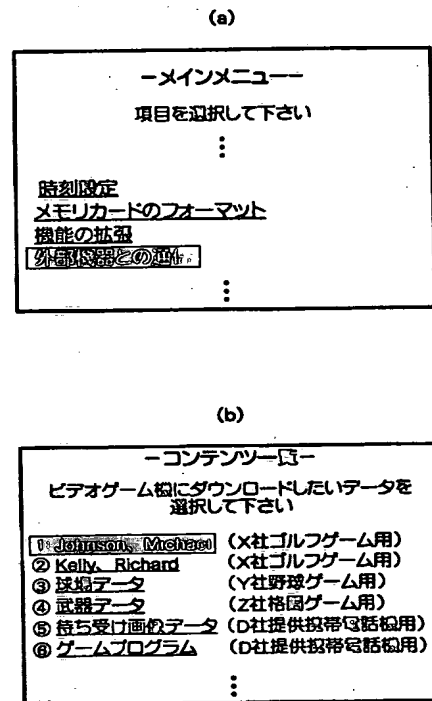 (a)
ーメインメニューー
項目を選択して下さい
⋮
時刻設定
メモリカードのフォーマット
機能の拡張
外部機器との通信
⋮
(b)
ーコンテンツ一覧ー
ビデオゲーム機にダウンロードしたいデータを
選択して下さい
① Johnson, Michael (X社ゴルフゲーム用)
② Kelly, Richard (X社ゴルフゲーム用)
③ 球場データ (Y社野球ゲーム用)
④ 武器データ (Z社格闘ゲーム用)
⑤ 待ち受け画像データ (D社提供携帯電話機用)
⑥ ゲームプログラム (D社提供携帯電話機用)
⋮